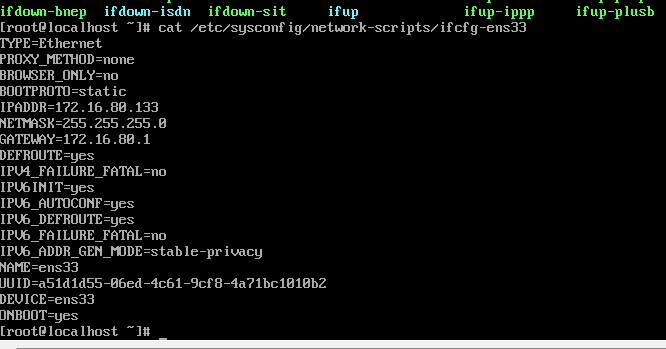 ifdown-bnep ifdown-isdn ifdown-sit ifup ifup-ippp ifup-plusb
[root@localhost ~]# cat /etc/sysconfig/network-scripts/ifcfg-ens33
TYPE=Ethernet
PROXY_METHOD=none
BROWSER_ONLY=no
BOOTPROTO=static
IPADDR=172.16.80.133
NETMASK=255.255.255.0
GATEWAY=172.16.80.1
DEFROUTE=yes
IPV4_FAILURE_FATAL=no
IPV6INIT=yes
IPV6_AUTOCONF=yes
IPV6_DEFROUTE=yes
IPV6_FAILURE_FATAL=no
IPV6_ADDR_GEN_MODE=stable-privacy
NAME=ens33
UUID=a51d1d55-06ed-4c61-9cf8-4a71bc1010b2
DEVICE=ens33
ONBOOT=yes
[root@localhost ~]# _